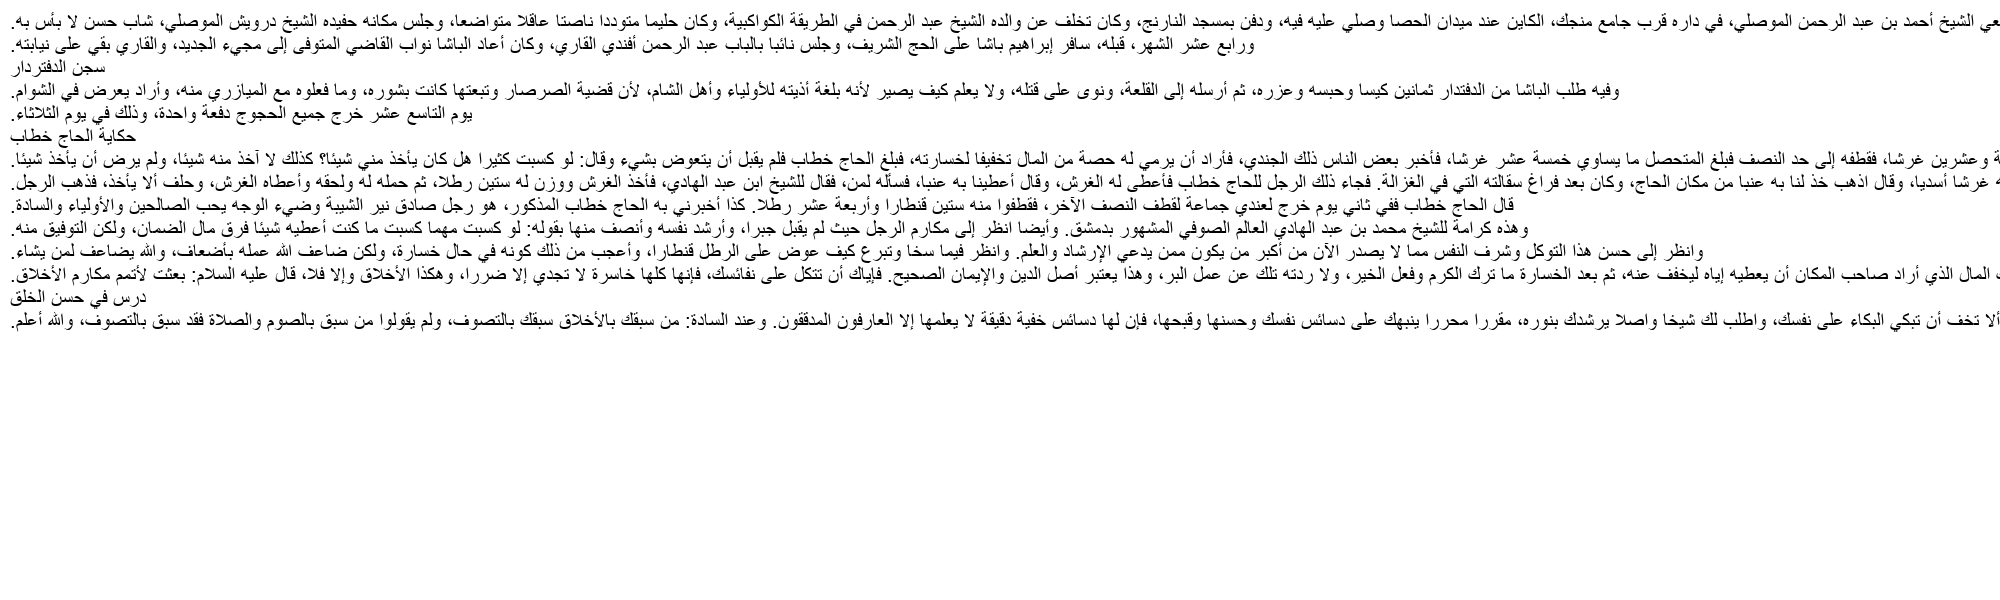 الشيخ أحمد بن عبد الرحمن الموصلي، في داره قرب جامع منجك، الكاين عند ميدان الحصا وصلي عليه فيه، ودفن بمسجد النارنج، وكان تخلف عن والده الشيخ عبد الرحمن في الطريقة الكواكبية، وكان حليما متوددا ناصتا عاقلا متواضعا، وجلس مكانه حفيده الشيخ درويش الموصلي، شاب حسن لا بأس به.
ورابع عشر الشهر، قبله، سافر إبراهيم باشا على الحج الشريف، وجلس نائبا بالباب عبد الرحمن أفندي القاري، وكان أعاد الباشا نواب القاضي المتوفى إلى مجيء الجديد، والقاري بقي على نيابته.
سجن الدفتردار
وفيه طلب الباشا من الدفتدار ثمانين كيسا وحبسه وعزره، ثم أرسله إلى القلعة، ونوى على قتله، ولا يعلم كيف يصير لأنه بلغة أذيته للأولياء وأهل الشام، لأن قضية الصرصار وتبعتها كانت بشوره، وما فعلوه مع الميازري منه، وأراد يعرض في الشوام.
يوم التاسع عشر خرج جميع الحجوج دفعة واحدة، وذلك في يوم الثلاثاء.
حكاية الحاج خطاب
وعشرين غرشا، فقطفه إلى حد النصف فبلغ المتحصل ما يساوي خمسة عشر غرشا، فأخبر بعض الناس ذلك الجندي، فأراد أن يرمي له حصة من المال تخفيفا لخسارته، فبلغ الحاج خطاب فلم يقبل أن يتعوض بشيء وقال: لو كسبت كثيرا هل كان يأخذ مني شيئا؟ كذلك لا آخذ منه شيئا، ولم يرض أن يأخذ شيئا.
غرشا أسديا، وقال اذهب خذ لنا به عنبا من مكان الحاج، وكان بعد فراغ سقالته التي في الغزالة. فجاء ذلك الرجل للحاج خطاب فأعطى له الغرش، وقال أعطينا به عنبا، فسأله لمن، فقال للشيخ ابن عبد الهادي، فأخذ الغرش ووزن له ستين رطلا، ثم حمله له ولحقه وأعطاه الغرش، وحلف ألا يأخذ، فذهب الرجل.
قال الحاج خطاب ففي ثاني يوم خرج لعندي جماعة لقطف النصف الآخر، فقطفوا منه ستين قنطارا وأربعة عشر رطلا. كذا أخبرني به الحاج خطاب المذكور، هو رجل صادق نير الشيبة وضيء الوجه يحب الصالحين والأولياء والسادة.
وهذه كرامة للشيخ محمد بن عبد الهادي العالم الصوفي المشهور بدمشق. وأيضا انظر إلى مكارم الرجل حيث لم يقبل جبرا، وأرشد نفسه وأنصف منها بقوله: لو كسبت مهما كسبت ما كنت أعطيه شيئا فرق مال الضمان، ولكن التوفيق منه.
وانظر إلى حسن هذا التوكل وشرف النفس مما لا يصدر الآن من أكبر من يكون ممن يدعي الإرشاد والعلم. وانظر فيما سخا وتبرع كيف عوض على الرطل قنطارا، وأعجب من ذلك كونه في حال خسارة، ولكن ضاعف الله عمله بأضعاف، والله يضاعف لمن يشاء.
المال الذي أراد صاحب المكان أن يعطيه إياه ليخفف عنه، ثم بعد الخسارة ما ترك الكرم وفعل الخير، ولا ردته تلك عن عمل البر، وهذا يعتبر أصل الدين والإيمان الصحيح. فإياك أن تتكل على نفائسك، فإنها كلها خاسرة لا تجدي إلا ضررا، وهكذا الأخلاق وإلا فلا، قال عليه السلام: بعثت لأتمم مكارم الأخلاق.
درس في حسن الخلق
ألا تخف أن تبكي البكاء على نفسك، واطلب لك شيخا واصلا يرشدك بنوره، مقررا محررا ينبهك على دسائس نفسك وحسنها وقبحها، فإن لها دسائس خفية دقيقة لا يعلمها إلا العارفون المدققون. وعند السادة: من سبقك بالأخلاق سبقك بالتصوف، ولم يقولوا من سبق بالصوم والصلاة فقد سبق بالتصوف، والله أعلم.